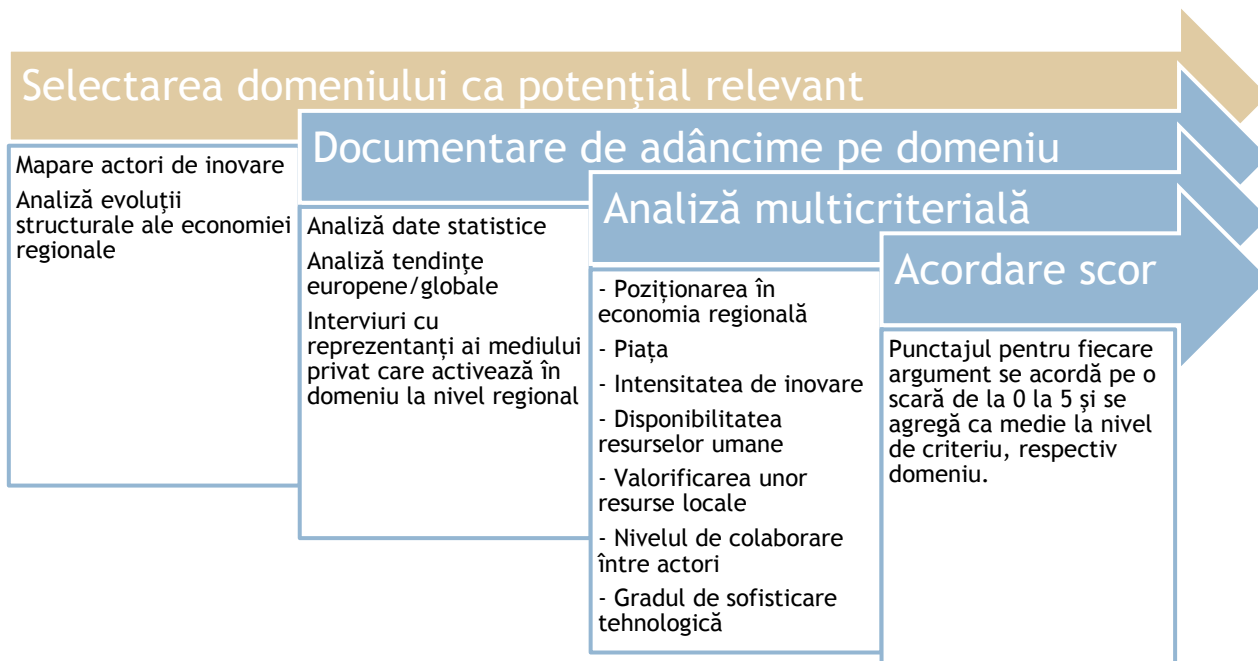 Selectarea domeniului ca potenţial relevant
Mapare actori de inovare
Analiză evoluţii
structurale ale economiei
regionale
Documentare de adâncime pe domeniu
Analiză date statistice
Analiză tendinţe
europene/globale
Interviuri cu
reprezentanți ai mediului
privat care activează în
domeniu la nivel regional
Analiză multicriterială
- Poziționarea în
economia regională
- Piața
- Intensitatea de inovare
- Disponibilitatea
resurselor umane
- Valorificarea unor
resurse locale
- Nivelul de colaborare
între actori
- Gradul de sofisticare
tehnologică
Acordare scor
Punctajul pentru fiecare
argument se acordă pe o
scară de la 0 la 5 şi se
agregă ca medie la nivel
de criteriu, respectiv
domeniu.